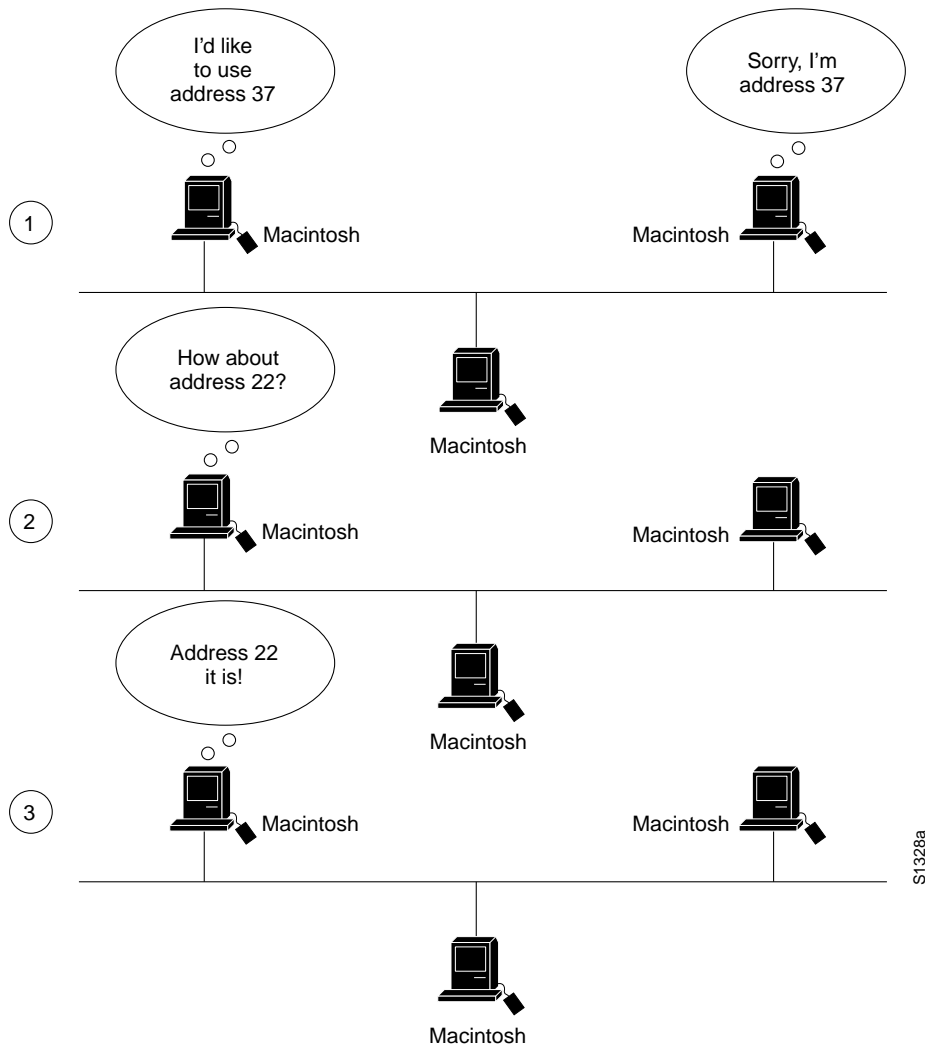 I'd like
to use
address 37
Sorry, I'm
address 37
1
Macintosh
Macintosh
Macintosh
How about
address 22?
2
Macintosh
Macintosh
Macintosh
Address 22
it is!
3
Macintosh
Macintosh
Macintosh
S1328a